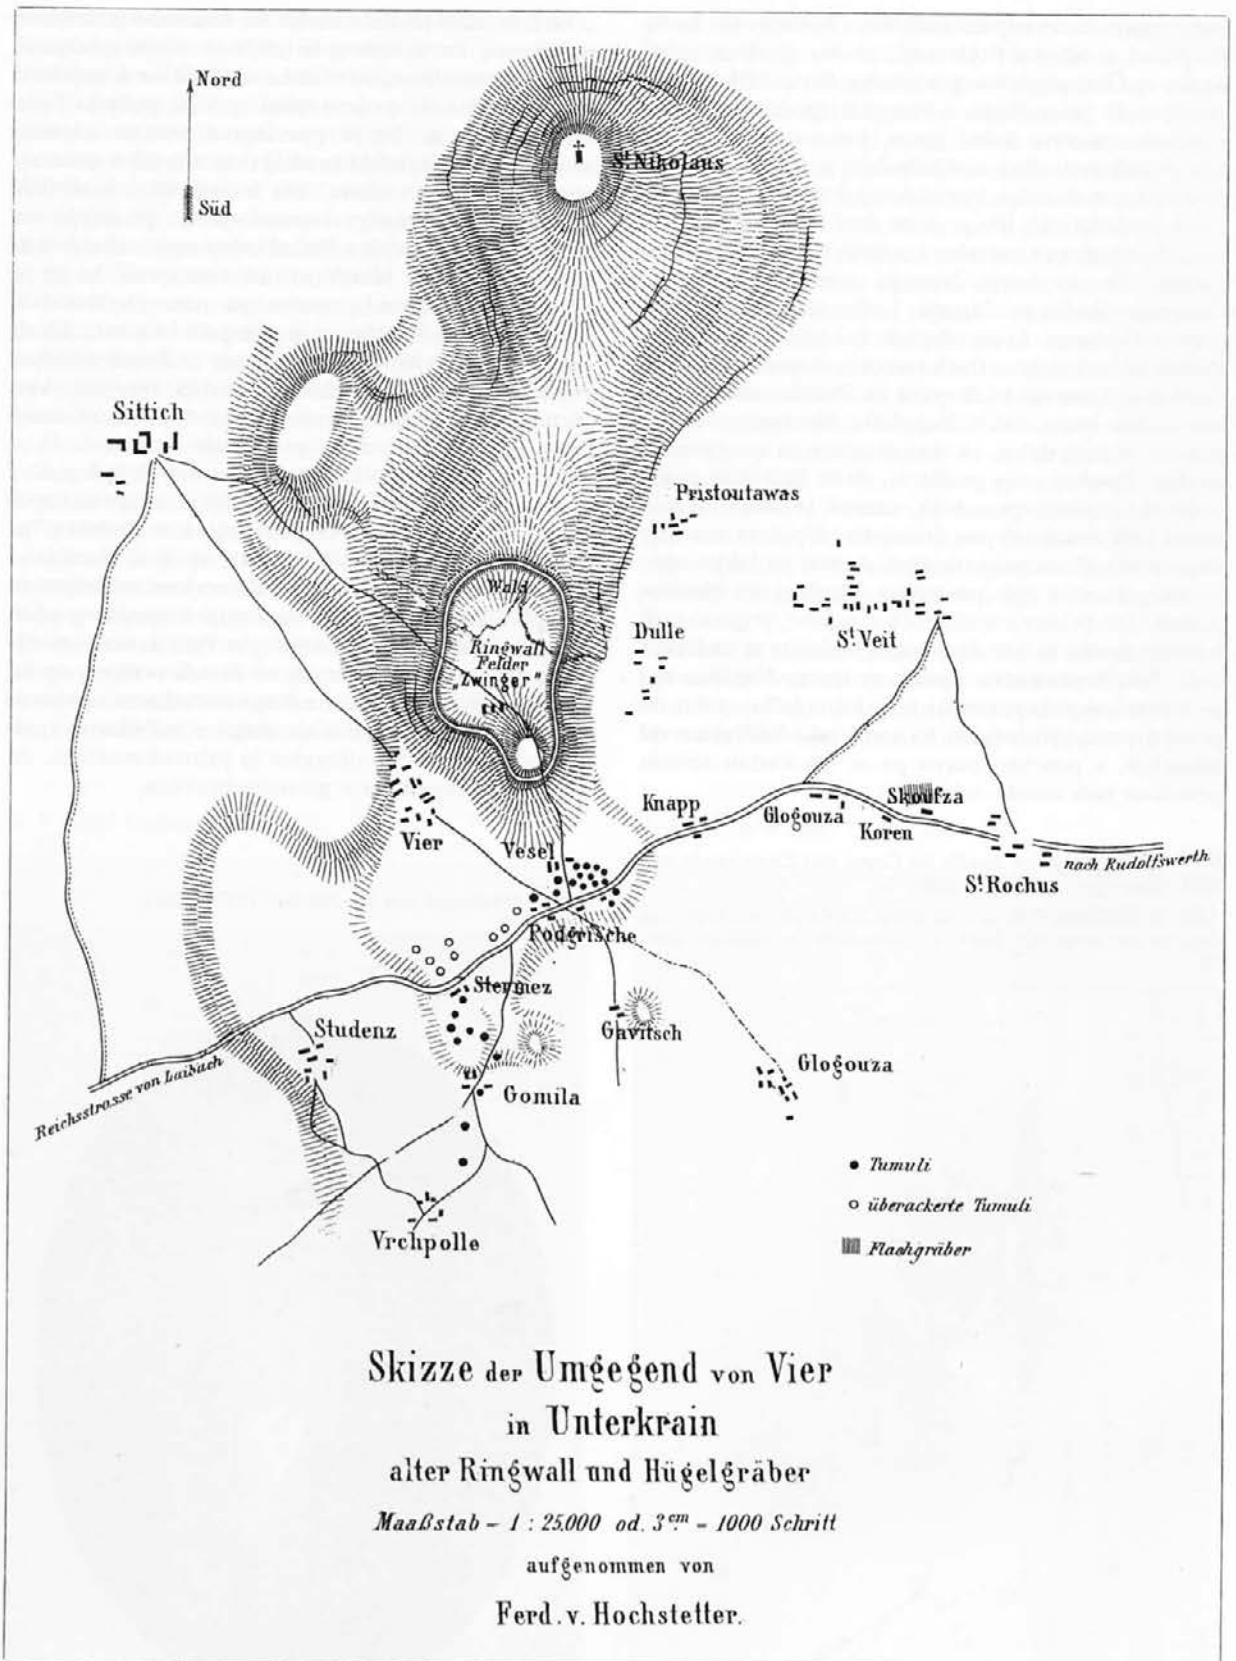 Nord
Süd
St. Nikolaus
Sittich
Pristoutawas
Wald
Ringwall
Felder
„Zwinger"
Dulle
St. Veit
Knapp
Glogouza
Skoufza
Koren
Vier
Vesel
St. Rochus
nach Rudolfswerth
Podgrische
Stermez
Studenz
Gavitsch
Glogouza
Reichsstrosse von Laibach
Gomila
Tumuli
überackerte Tumuli
Flachgräber
Vrchpolle
Skizze der Umgegend von Vier
in Unterkrain
alter Ringwall und Hügelgräber
Maaßstab – 1 : 25.000 od. 3 cm. – 1000 Schritt
aufgenommen von
Ferd. v. Hochstetter.